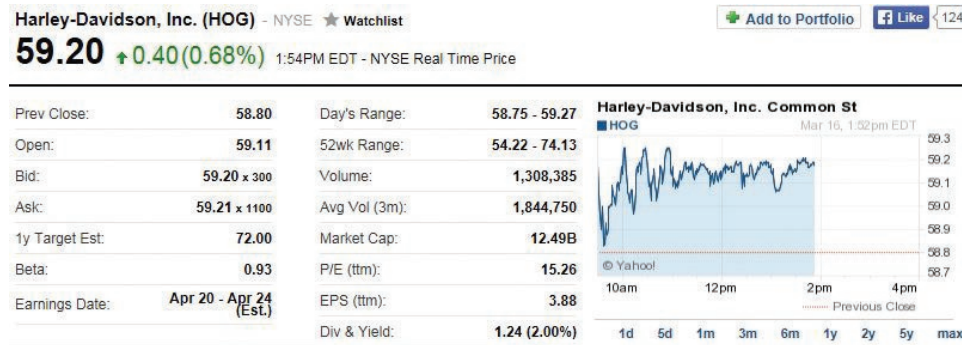 Harley-Davidson, Inc. (HOG) - NYSE ★ Watchlist
Add to Portfolio
Like
124
59.20 0.40(0.68%) 1:54PM EDT - NYSE Real Time Price
Prev Close: 58.80
Open: 59.11
Bid: 59.20 x 300
Ask: 59.21 x 1100
1y Target Est: 72.00
Beta: 0.93
Earnings Date: Apr 20 - Apr 24
(Est.)
Day's Range: 58.75 - 59.27
52wk Range: 54.22 - 74.13
Volume: 1,308,385
Avg Vol (3m): 1,844,750
Market Cap: 12.49B
P/E (ttm): 15.26
EPS (ttm): 3.88
Div & Yield: 1.24 (2.00%)
Harley-Davidson, Inc. Common St
HOG Mar 16, 1:52pm EDT
59.3
59.2
59.1
59.0
58.9
58.8
58.7
© Yahoo!
10am 12pm 2pm 4pm
Previous Close
1d 5d 1m 3m 6m 1y 2y 5y max